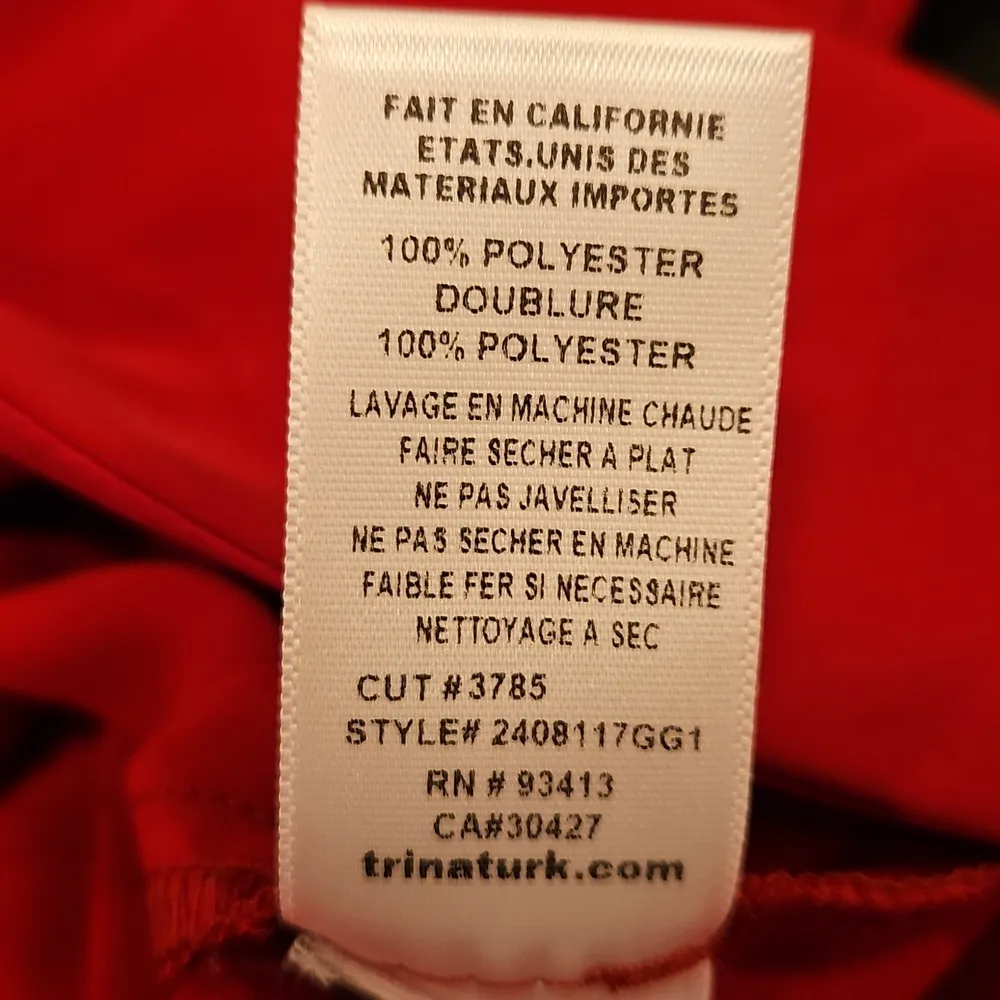 FAIT EN CALIFORNIE
ETATS.UNIS DES
MATERIAUX IMPORTES
100% POLYESTER
DOUBLURE
100% POLYESTER
LAVAGE EN MACHINE CHAUDE
FAIRE SECHER A PLAT
NE PAS JAVELLISER
NE PAS SECHER EN MACHINE
FAIBLE FER SI NECESSAIRE
NETTOYAGE A SEC
CUT #3785
STYLE# 2408117GG1
RN # 93413
CA#30427
trinaturk.com